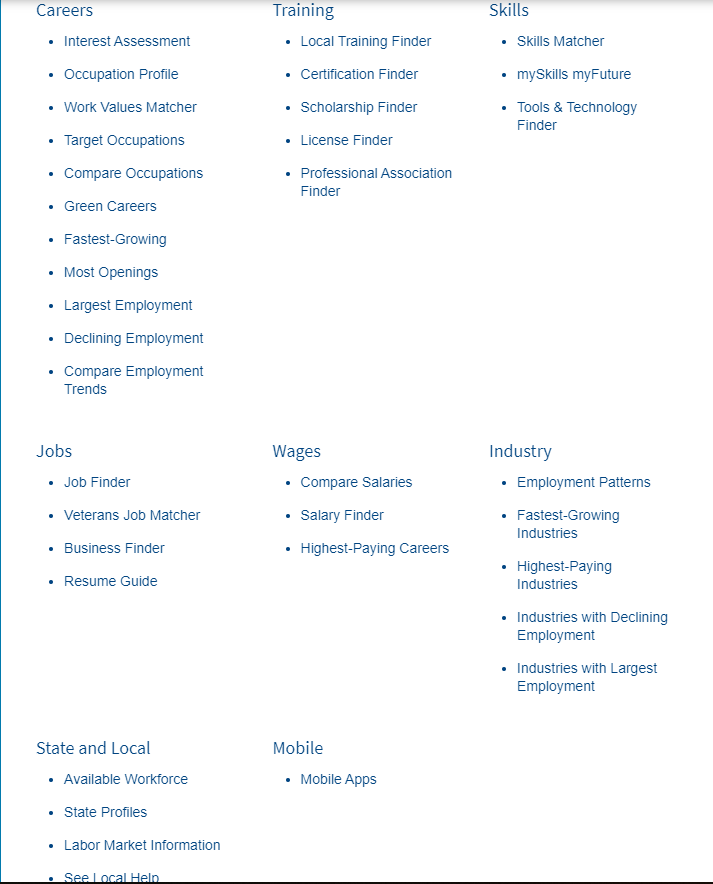 Careers
Interest Assessment
Occupation Profile
Work Values Matcher
Target Occupations
Compare Occupations
Green Careers
Fastest-Growing
Most Openings
Largest Employment
Declining Employment
Compare Employment
Trends
Training
Local Training Finder
Certification Finder
Scholarship Finder
License Finder
Professional Association
Finder
Skills
Skills Matcher
mySkills myFuture
Tools & Technology
Finder
Jobs
Job Finder
Veterans Job Matcher
Business Finder
Resume Guide
Wages
Compare Salaries
Salary Finder
Highest-Paying Careers
Industry
Employment Patterns
Fastest-Growing
Industries
Highest-Paying
Industries
Industries with Declining
Employment
Industries with Largest
Employment
State and Local
Available Workforce
State Profiles
Labor Market Information
See Local Help
Mobile
Mobile Apps